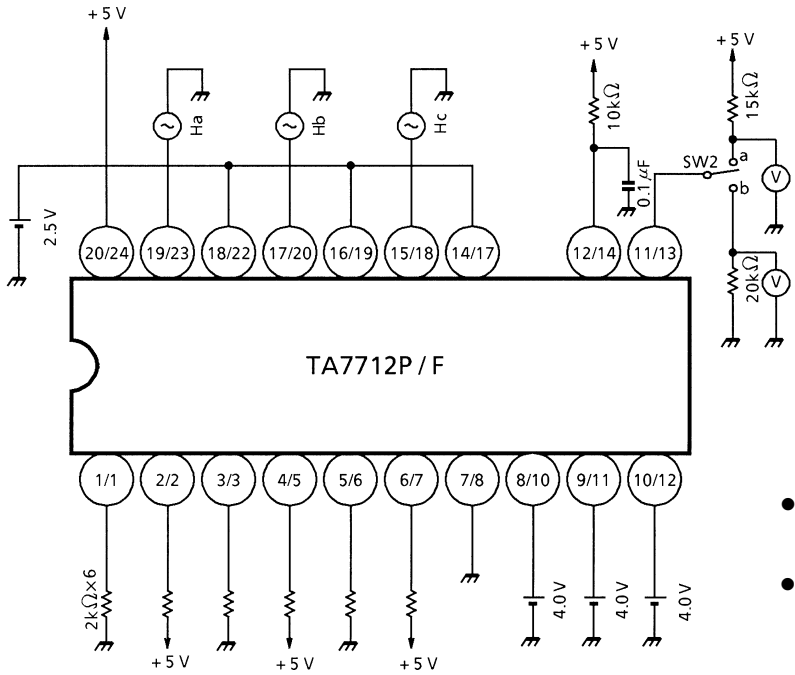 +5 V
+5 V
+5 V
10kΩ
15kΩ
Ha
Hb
Hc
SW2
a
b
V
0.1 μF
2.5 V
20/24
19/23
18/22
17/20
16/19
15/18
14/17
12/14
11/13
20kΩ
V
TA7712P / F
1/1
2/2
3/3
4/5
5/6
6/7
7/8
8/10
9/11
10/12
2kΩ×6
4.0 V
4.0 V
4.0 V
+5 V
+5 V
+5 V